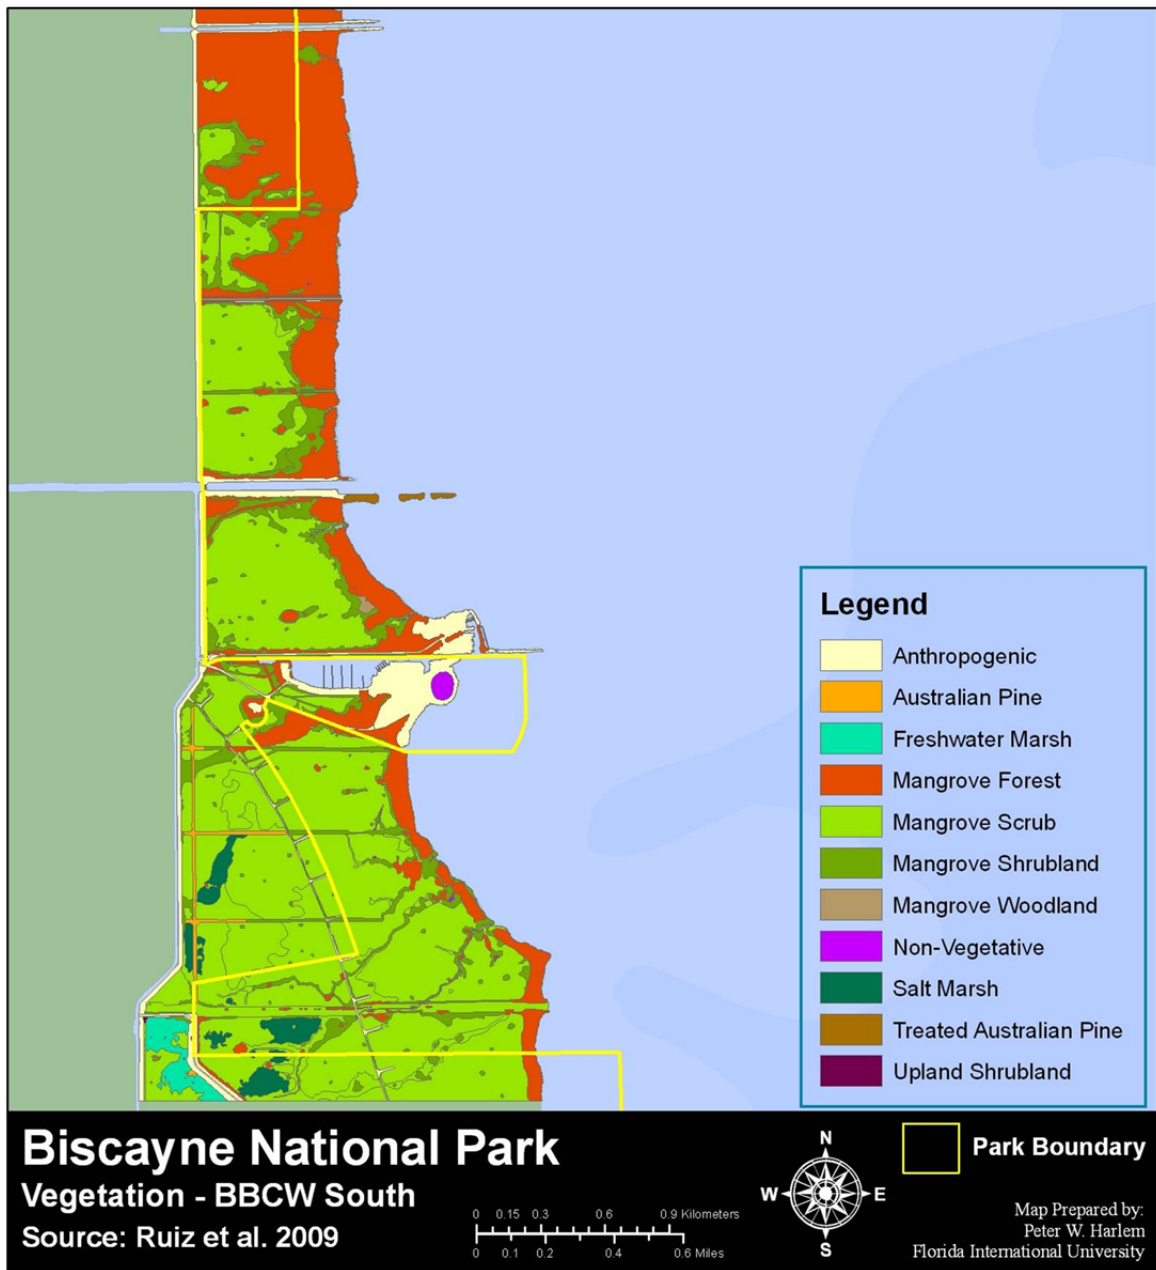 Legend
Anthropogenic
Australian Pine
Freshwater Marsh
Mangrove Forest
Mangrove Scrub
Mangrove Shrubland
Mangrove Woodland
Non-Vegetative
Salt Marsh
Treated Australian Pine
Upland Shrubland
Biscayne National Park
Vegetation - BBCW South
Source: Ruiz et al. 2009
0 0.15 0.3 0.6 0.9 Kilometers
0 0.1 0.2 0.4 0.6 Miles
N
W E
S
Park Boundary
Map Prepared by:
Peter W. Harlem
Florida International University